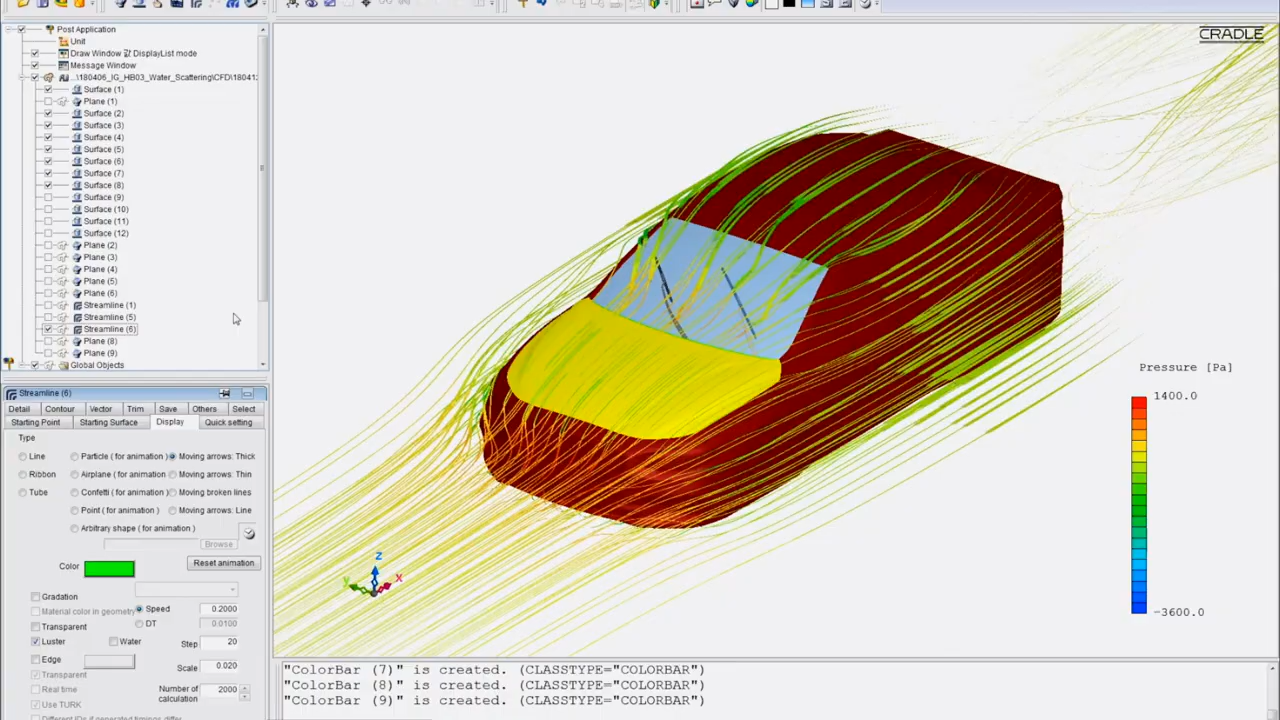 Post Application
Unit
Draw Window 1/ DisplayList mode
Message Window
...\180406_IG_HB03_Water_Scattering\CFD\18041
Surface (1)
Plane (1)
Surface (2)
Surface (3)
Surface (4)
Surface (5)
Surface (6)
Surface (7)
Surface (8)
Surface (9)
Surface (10)
Surface (11)
Surface (12)
Plane (2)
Plane (3)
Plane (4)
Plane (5)
Plane (6)
Streamline (1)
Streamline (5)
Streamline (6)
Plane (8)
Plane (9)
Global Objects
Streamline (6)
Detail Contour Vector Trim Save Others Select
Starting Point Starting Surface Display Quick setting
Type
Line Particle ( for animation ) Moving arrows: Thick
Ribbon Airplane ( for animation Moving arrows: Thin
Tube Confetti ( for animation ) Moving broken lines
Point ( for animation ) Moving arrows: Line
Arbitrary shape ( for animation )
Browse
Color Reset animation
Gradation
Material color in geometry Speed 0.2000
Transparent DT 0.0100
Luster Water Step 20
Edge Scale 0.020
Transparent
Real time Number of calculation 2000
Use TURK
Different IDs if generated timings differ
CRADLE
Pressure [Pa]
1400.0
-3600.0
Z
X
Y
"ColorBar (7)" is created. (CLASSTYPE="COLORBAR")
"ColorBar (8)" is created. (CLASSTYPE="COLORBAR")
"ColorBar (9)" is created. (CLASSTYPE="COLORBAR")